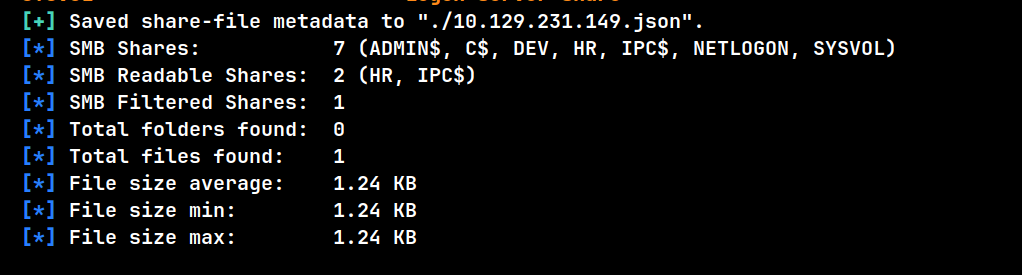 [+] Saved share-file metadata to "./10.129.231.149.json".
[*] SMB Shares:           7 (ADMIN$, C$, DEV, HR, IPC$, NETLOGON, SYSVOL)
[*] SMB Readable Shares:  2 (HR, IPC$)
[*] SMB Filtered Shares:  1
[*] Total folders found:  0
[*] Total files found:    1
[*] File size average:    1.24 KB
[*] File size min:        1.24 KB
[*] File size max:        1.24 KB